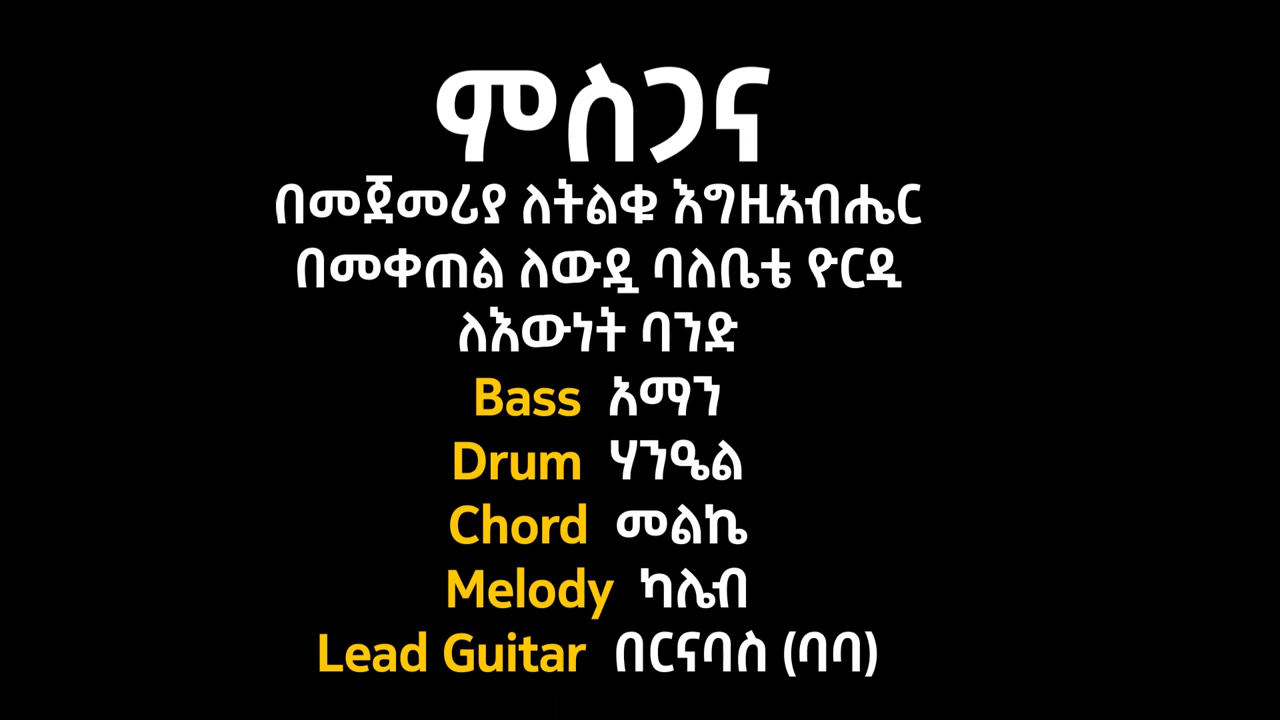 ምስጋና
በመጀመሪያ ለትልቁ እግዚአብሔር
በመቀጠል ለውዷ ባለቤቴ ዮርዲ
ለእውነት ባንድ
Bass አማን
Drum ሃንዔል
Chord መልኬ
Melody ካሌብ
Lead Guitar በርናባስ (ባባ)